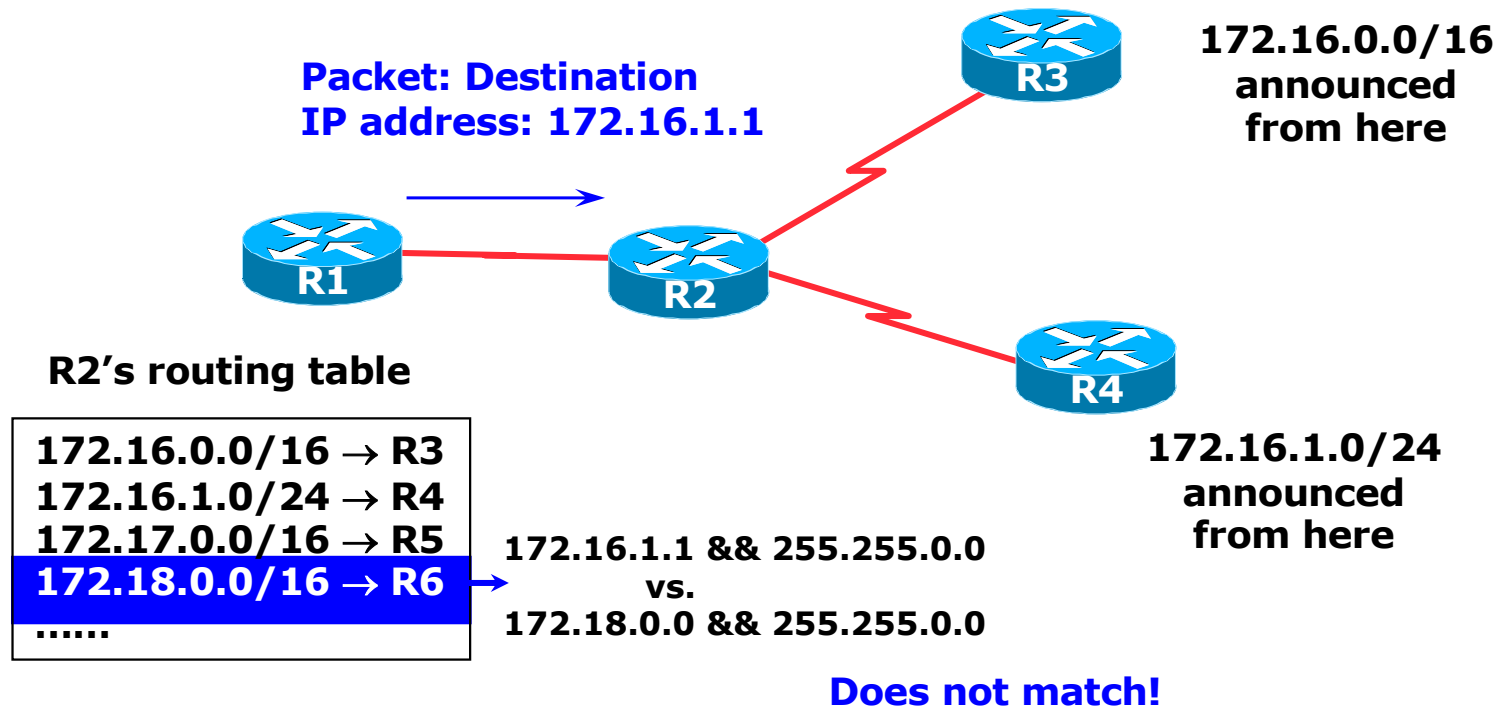 Packet: Destination
IP address: 172.16.1.1
R3
172.16.0.0/16
announced
from here
R1
R2
R4
172.16.1.0/24
announced
from here
R2’s routing table
172.16.0.0/16 → R3
172.16.1.0/24 → R4
172.17.0.0/16 → R5
172.18.0.0/16 → R6
......
172.16.1.1 && 255.255.0.0
vs.
172.18.0.0 && 255.255.0.0
Does not match!